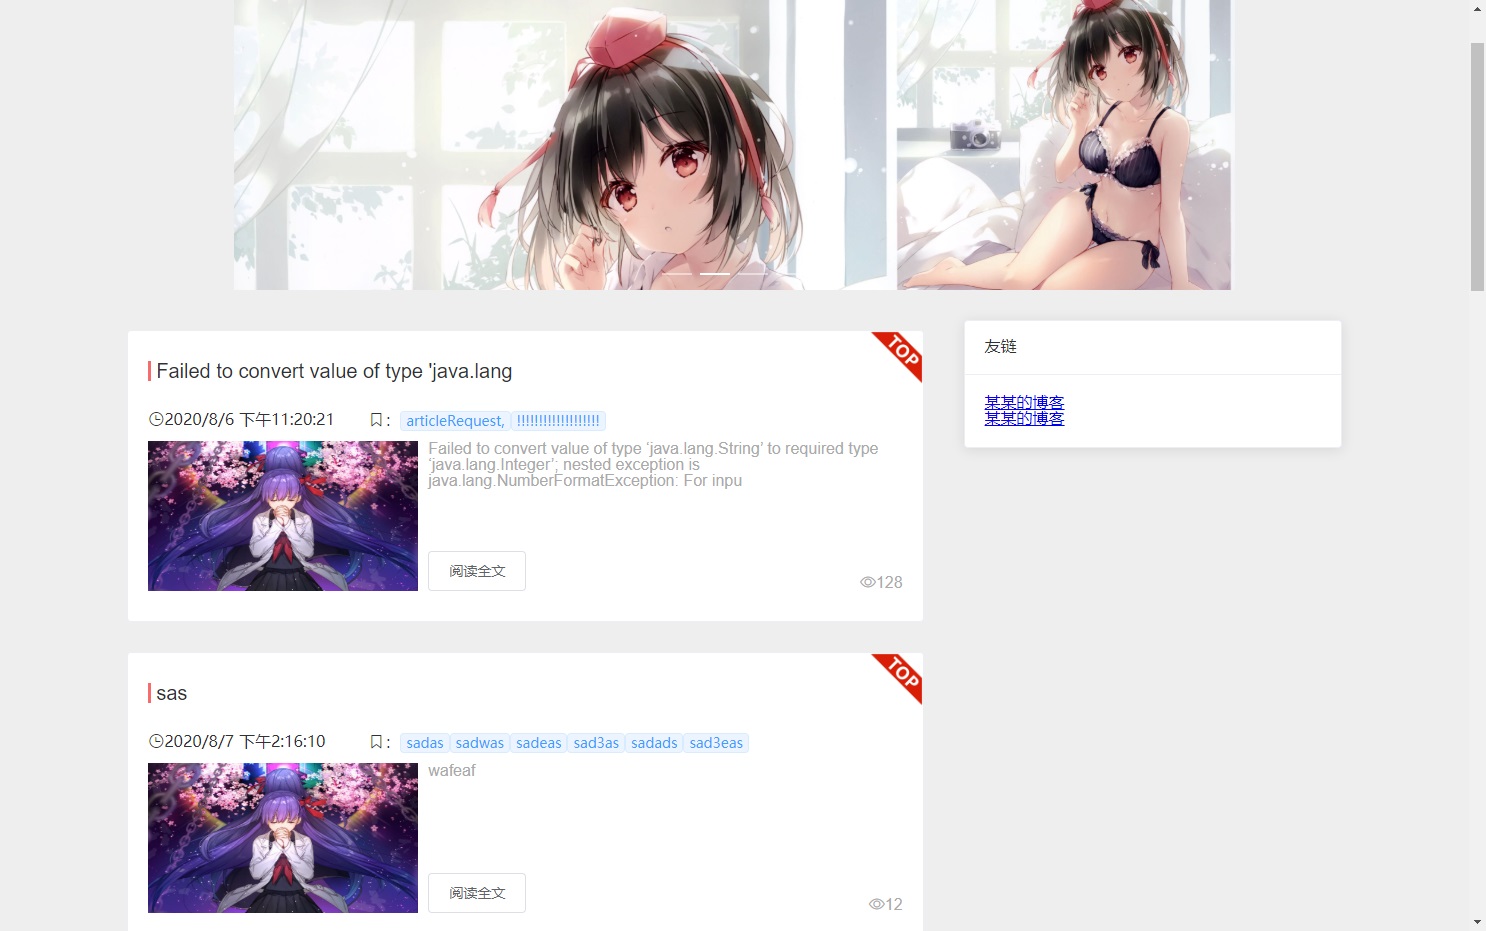 TOP
Failed to convert value of type 'java.lang
2020/8/6 下午11:20:21 : articleRequest, !!!!!!!!!!!!!!!!!!!
Failed to convert value of type ‘java.lang.String’ to required type
‘java.lang.Integer’; nested exception is
java.lang.NumberFormatException: For inpu
阅读全文
128
友链
某某的博客
某某的博客
TOP
sas
2020/8/7 下午2:16:10 : sadas sadwas sadeas sad3as sadads sad3eas
wafeaf
阅读全文
12